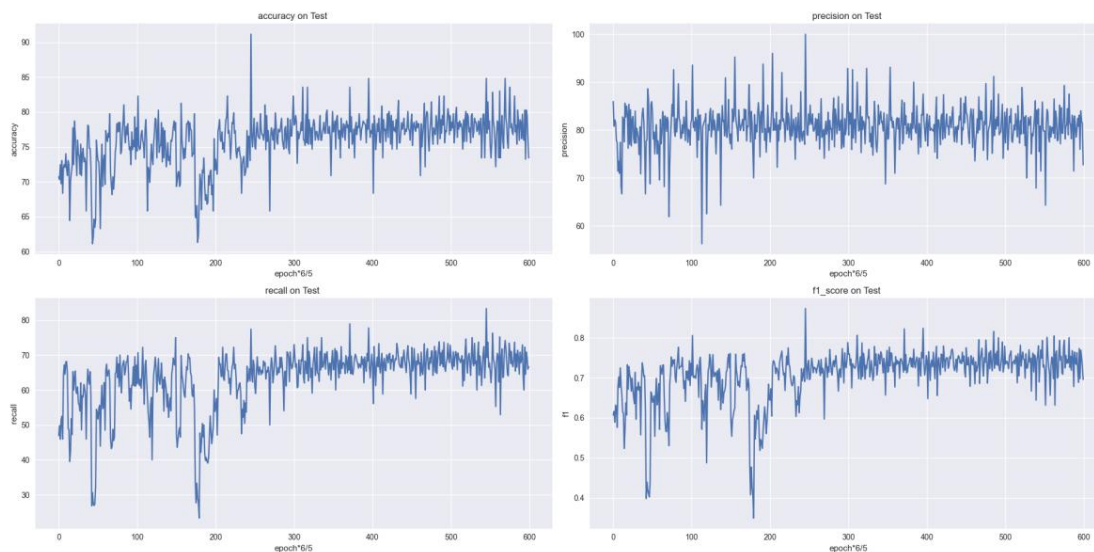 accuracy on Test
90
85
80
75
70
65
60
accuracy
0 100 200 300 400 500 600
epoch*6/5
precision on Test
100
90
80
70
60
precision
0 100 200 300 400 500 600
epoch*6/5
recall on Test
80
70
60
50
40
30
recall
0 100 200 300 400 500 600
epoch*6/5
f1_score on Test
0.8
0.7
0.6
0.5
0.4
f1
0 100 200 300 400 500 600
epoch*6/5